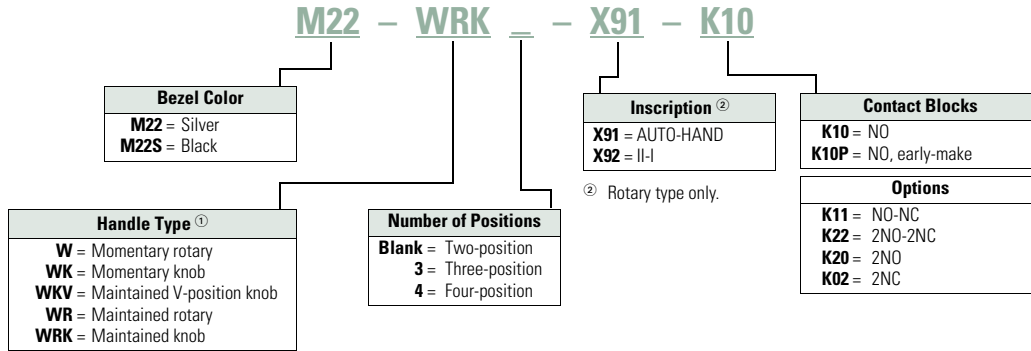 M22 – WRK _ – X91 – K10
Bezel Color
M22 = Silver
M22S = Black
Inscription ②
X91 = AUTO-HAND
X92 = II-I
② Rotary type only.
Contact Blocks
K10 = NO
K10P = NO, early-make
Options
K11 = NO-NC
K22 = 2NO-2NC
K20 = 2NO
K02 = 2NC
Handle Type ①
W = Momentary rotary
WK = Momentary knob
WKV = Maintained V-position knob
WR = Maintained rotary
WRK = Maintained knob
Number of Positions
Blank = Two-position
3 = Three-position
4 = Four-position